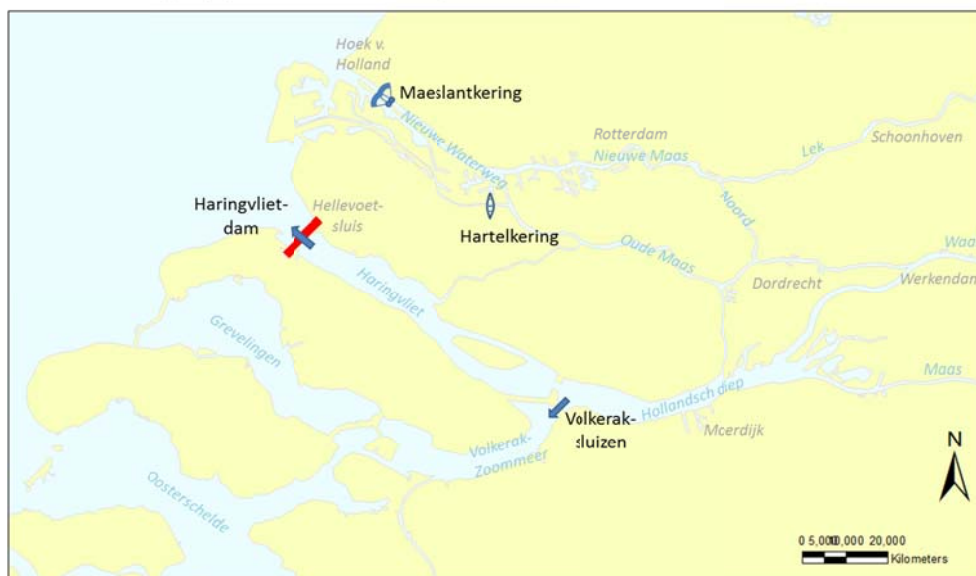 Hoek v.
Holland
Maeslantkering
Nieuwe Waterweg
Rotterdam
Nieuwe Maas
Schoonhoven
Lek
Noord
Haringvliet-
dam
Hellevoet-
sluis
Hartelkering
Oude Maas
Waa
Dordrecht
Werkendam
Haringvliet
Grevelingen
Hollandsch diep
Maas
Volkerak-
sluizen
Moerdijk
Volkerak-
Zoommeer
Oosterschelde
N
0 5,000 10,000 20,000
Kilometers